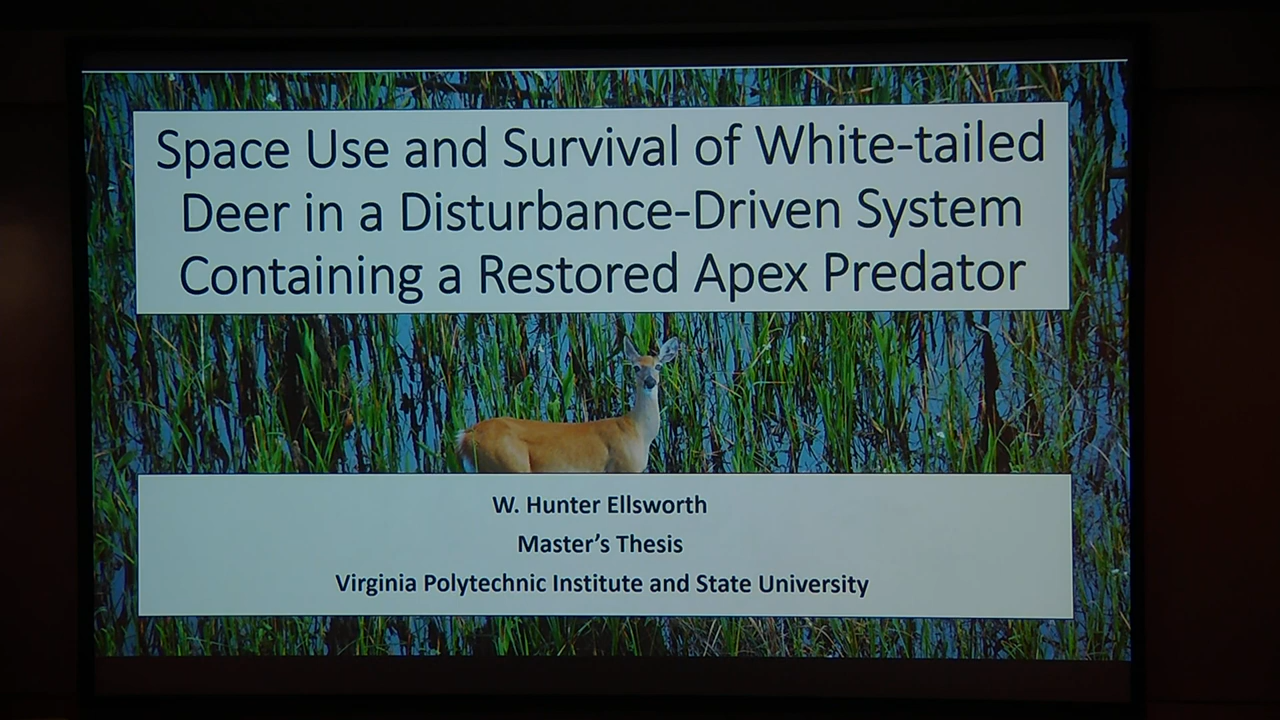 Space Use and Survival of White-tailed
Deer in a Disturbance-Driven System
Containing a Restored Apex Predator
W. Hunter Ellsworth
Master's Thesis
Virginia Polytechnic Institute and State University